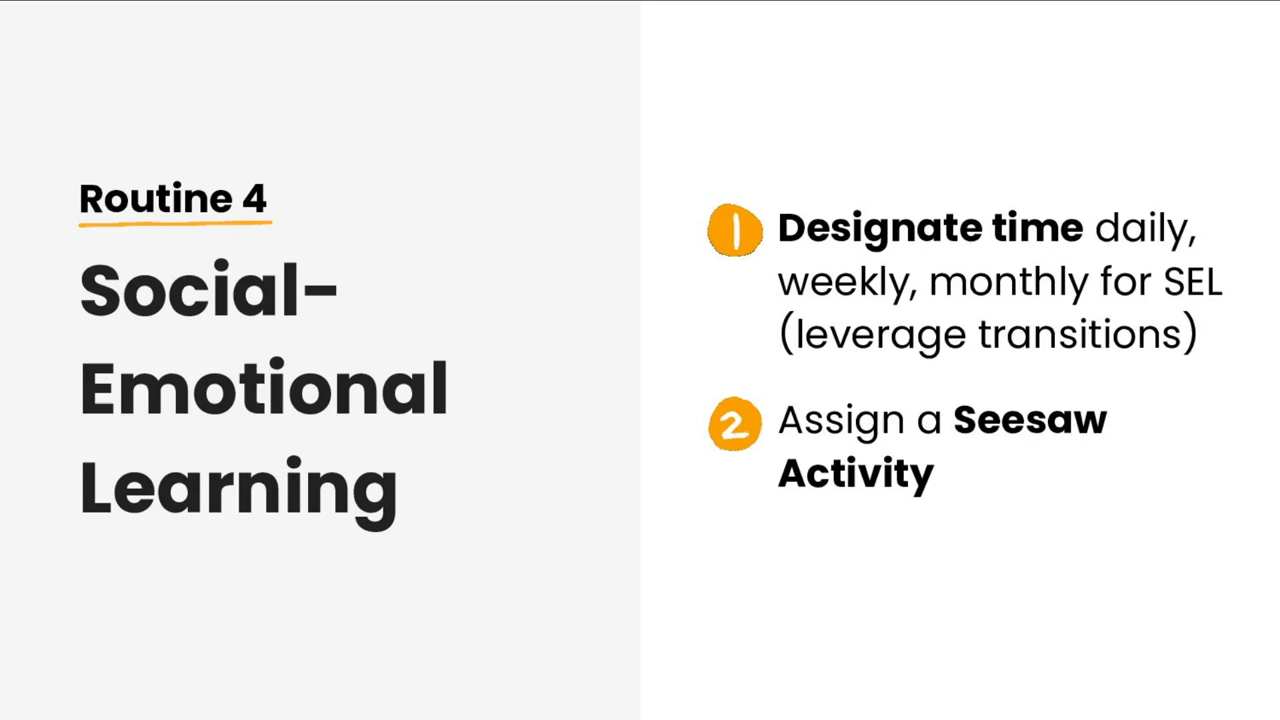 Routine 4
Social-
Emotional
Learning
1 Designate time daily,
weekly, monthly for SEL
(leverage transitions)
2 Assign a Seesaw
Activity